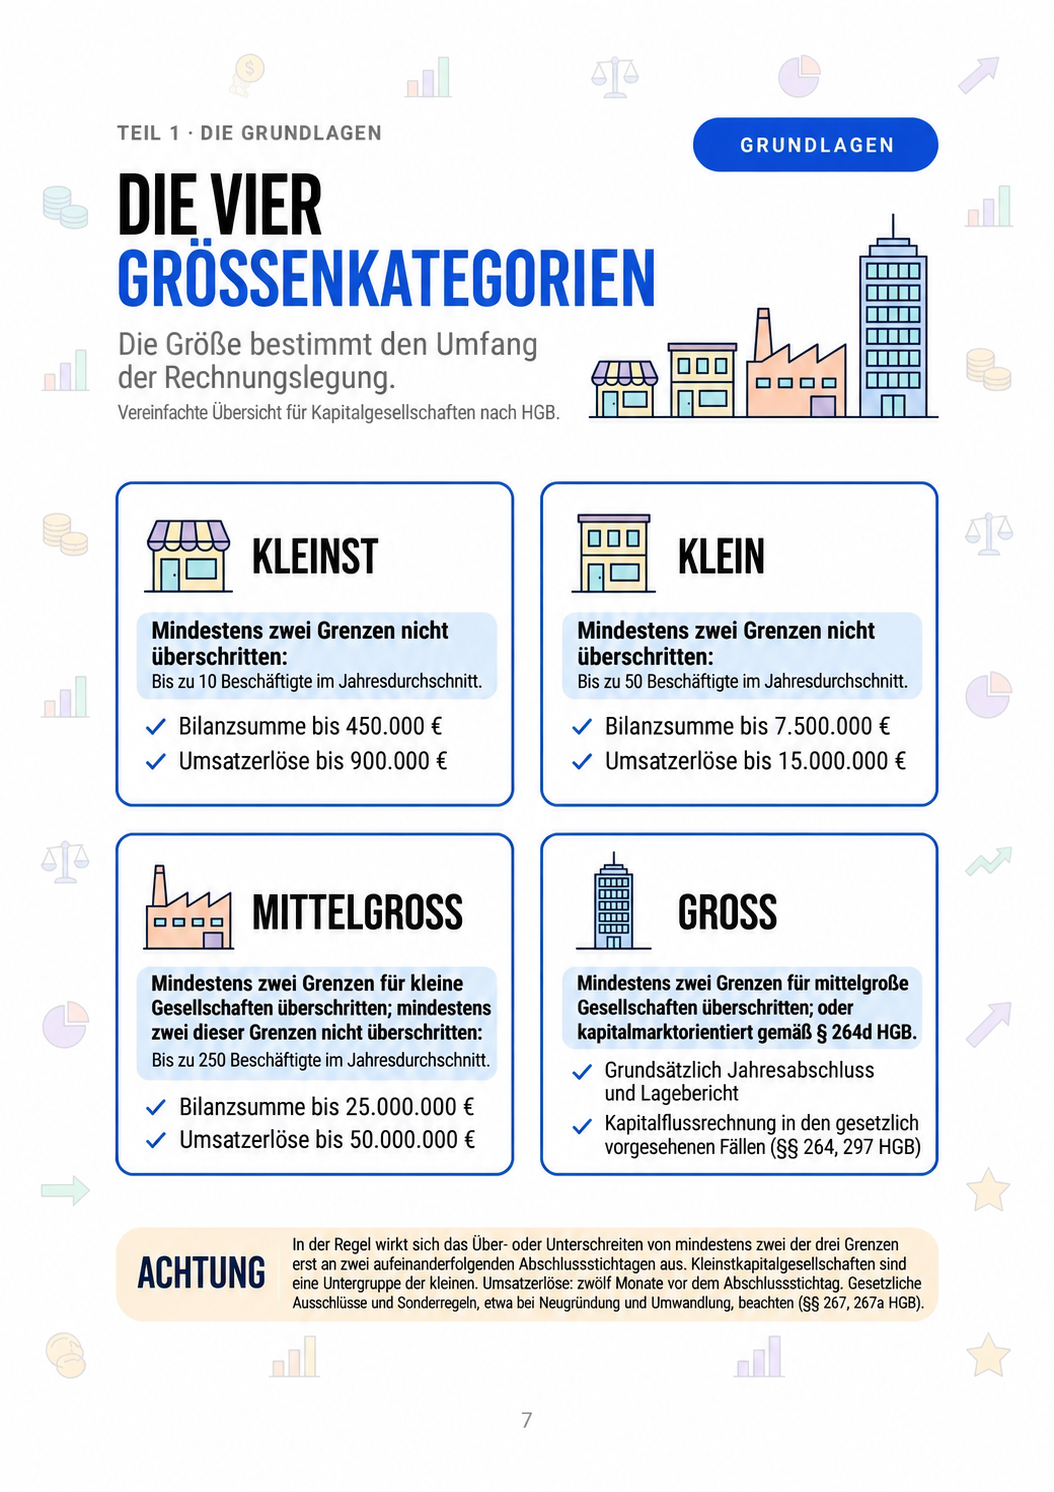 TEIL 1 · DIE GRUNDLAGEN
GRUNDLAGEN
DIE VIER
GRÖSSENKATEGORIEN
Die Größe bestimmt den Umfang
der Rechnungslegung.
Vereinfachte Übersicht für Kapitalgesellschaften nach HGB.
KLEINST
Mindestens zwei Grenzen nicht
überschritten:
Bis zu 10 Beschäftigte im Jahresdurchschnitt.
Bilanzsumme bis 450.000 €
Umsatzerlöse bis 900.000 €
KLEIN
Mindestens zwei Grenzen nicht
überschritten:
Bis zu 50 Beschäftigte im Jahresdurchschnitt.
Bilanzsumme bis 7.500.000 €
Umsatzerlöse bis 15.000.000 €
MITTELGROSS
Mindestens zwei Grenzen für kleine
Gesellschaften überschritten; mindestens
zwei dieser Grenzen nicht überschritten:
Bis zu 250 Beschäftigte im Jahresdurchschnitt.
Bilanzsumme bis 25.000.000 €
Umsatzerlöse bis 50.000.000 €
GROSS
Mindestens zwei Grenzen für mittelgroße
Gesellschaften überschritten; oder
kapitalmarktorientiert gemäß § 264d HGB.
Grundsätzlich Jahresabschluss
und Lagebericht
Kapitalflussrechnung in den gesetzlich
vorgesehenen Fällen (§§ 264, 297 HGB)
ACHTUNG
In der Regel wirkt sich das Über- oder Unterschreiten von mindestens zwei der drei Grenzen
erst an zwei aufeinanderfolgenden Abschlussstichtagen aus. Kleinstkapitalgesellschaften sind
eine Untergruppe der kleinen. Umsatzerlöse: zwölf Monate vor dem Abschlussstichtag. Gesetzliche
Ausschlüsse und Sonderregeln, etwa bei Neugründung und Umwandlung, beachten (§§ 267, 267a HGB).
7